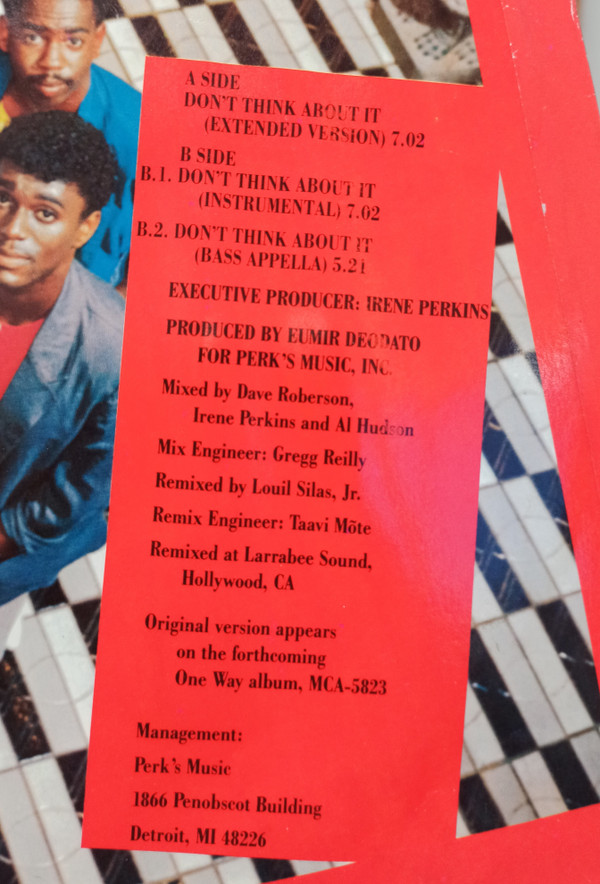 A SIDE
DON'T THINK ABOUT IT
(EXTENDED VERSION) 7.02
B SIDE
B.1. DON'T THINK ABOUT IT
(INSTRUMENTAL) 7.02
B.2. DON'T THINK ABOUT IT
(BASS APPELLA) 5.21
EXECUTIVE PRODUCER: IRENE PERKINS
PRODUCED BY EUMIR DEODATO
FOR PERK'S MUSIC, INC.
Mixed by Dave Roberson,
Irene Perkins and Al Hudson
Mix Engineer: Gregg Reilly
Remixed by Louil Silas, Jr.
Remix Engineer: Taavi Mõte
Remixed at Larrabee Sound,
Hollywood, CA
Original version appears
on the forthcoming
One Way album, MCA-5823
Management:
Perk's Music
1866 Penobscot Building
Detroit, MI 48226